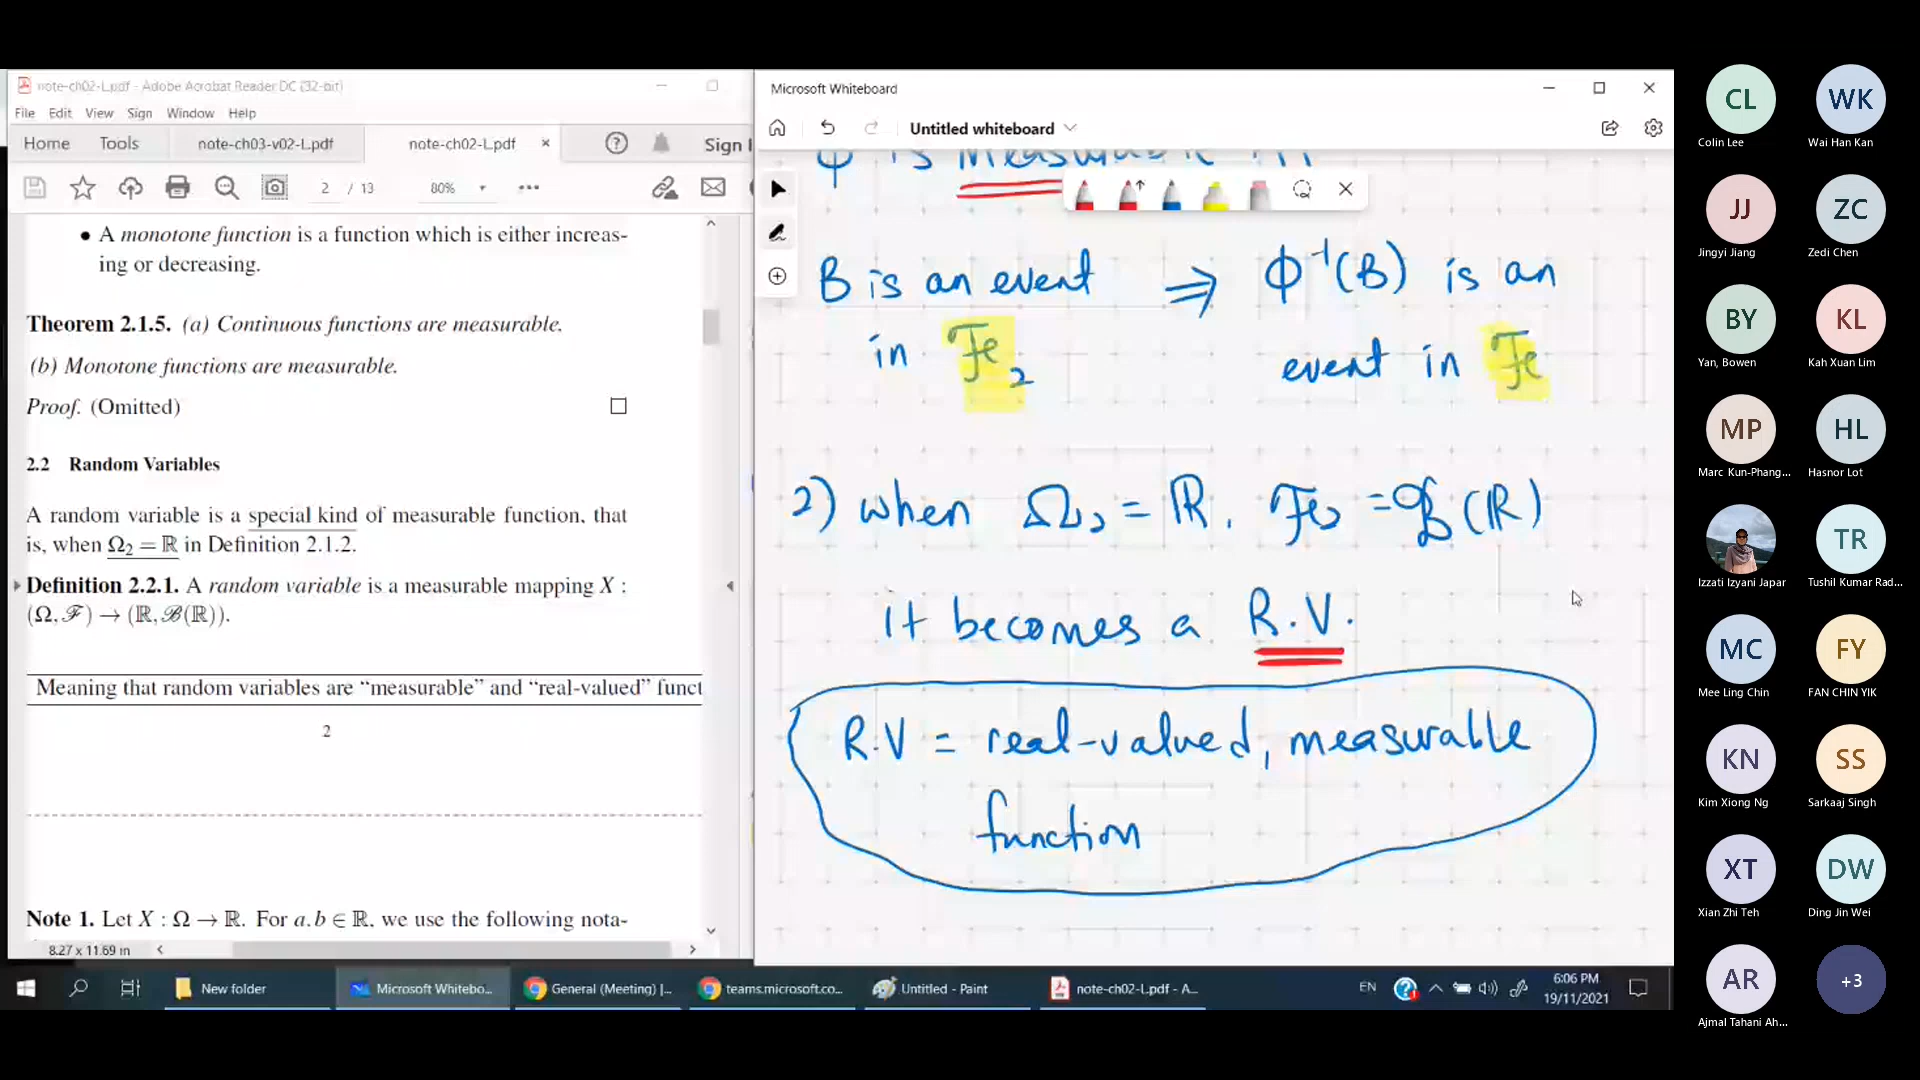 note-ch02-L.pdf - Adobe Acrobat Reader DC (32-bit)
File Edit View Sign Window Help
Home Tools note-ch03-v02-L.pdf note-ch02-L.pdf × Sign I
2 / 13 80%
• A monotone function is a function which is either increas-
ing or decreasing.
Theorem 2.1.5. (a) Continuous functions are measurable.
(b) Monotone functions are measurable.
Proof. (Omitted) □
2.2 Random Variables
A random variable is a special kind of measurable function, that
is, when Ω₂ = ℝ in Definition 2.1.2.
Definition 2.2.1. A random variable is a measurable mapping X :
(Ω, ℱ) → (ℝ, ℬ(ℝ)).
Meaning that random variables are “measurable” and “real-valued” funct
2
Note 1. Let X : Ω → ℝ. For a, b ∈ ℝ, we use the following nota-
8.27 x 11.69 in
Microsoft Whiteboard
Untitled whiteboard
ϕ is measurable
B is an event ⇒ ϕ⁻¹(B) is an
in ℱ₂ event in ℱ
2) when Ω₂ = ℝ, ℱ₂ = ℬ(ℝ)
it becomes a R.V.
R.V = real-valued, measurable
function
CL
Colin Lee
WK
Wai Han Kan
JJ
Jingyi Jiang
ZC
Zedi Chen
BY
Yan, Bowen
KL
Kah Xuan Lim
MP
Marc Kun-Phang...
HL
Hasnor Lot
Izzati Izyani Japar
TR
Tushil Kumar Rad...
MC
Mee Ling Chin
FY
FAN CHIN YIK
KN
Kim Xiong Ng
SS
Sarkaaj Singh
XT
Xian Zhi Teh
DW
Ding Jin Wei
AR
Ajmal Tahani Ah...
+3
New folder
Microsoft Whitebo...
General (Meeting) |...
teams.microsoft.co...
Untitled - Paint
note-ch02-L.pdf - A...
EN
6:06 PM
19/11/2021